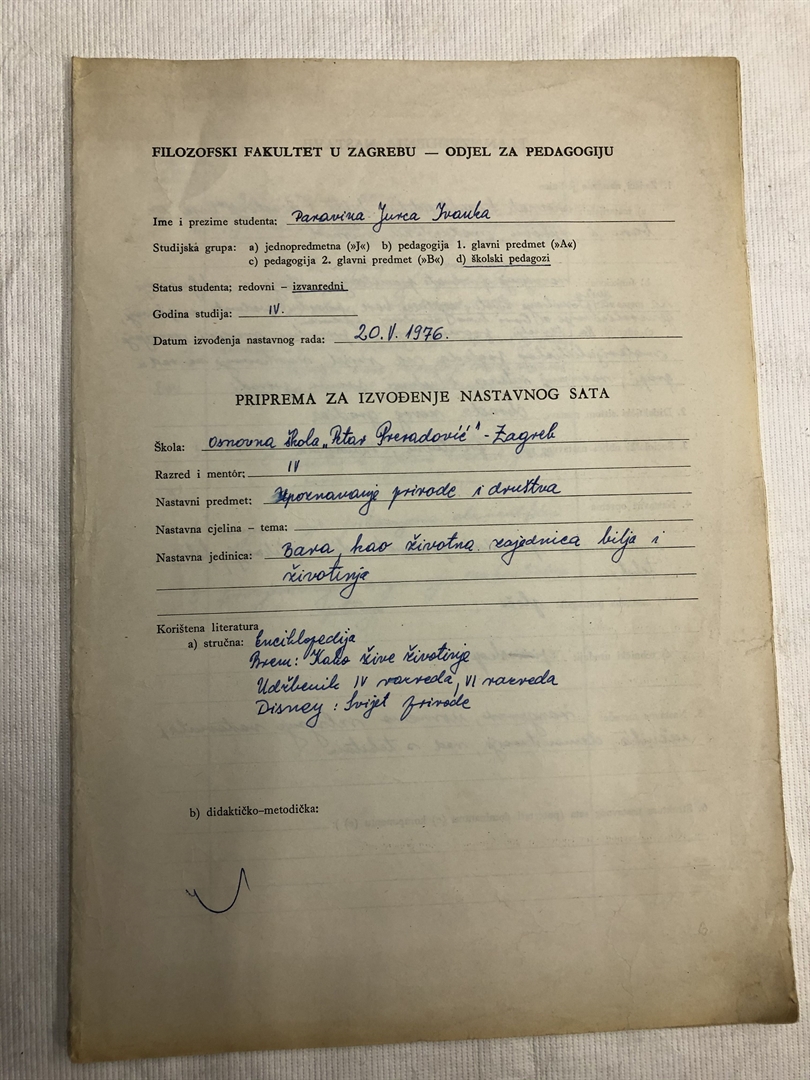 FILOZOFSKI FAKULTET U ZAGREBU — ODJEL ZA PEDAGOGIJU
Ime i prezime studenta: Paravina Jurca Ivanka
Studijska grupa: a) jednopredmetna (»J«) b) pedagogija 1. glavni predmet (»A«)
c) pedagogija 2. glavni predmet (»B«) d) školski pedagozi
Status studenta: redovni – izvanredni
Godina studija: IV.
Datum izvođenja nastavnog rada: 20. V. 1976.
PRIPREMA ZA IZVOĐENJE NASTAVNOG SATA
Škola: osnovna škola „Petar Preradović" - Zagreb
Razred i mentor: IV
Nastavni predmet: Upoznavanje prirode i društva
Nastavna cjelina – tema:
Nastavna jedinica: Bara, kao životna zajednica bilja i
životinja
Korištena literatura
a) stručna: Enciklopedija
Brem: Kako žive životinje
Udžbenik IV razreda, VI razreda
Disney: Svijet prirode
b) didaktičko-metodička: